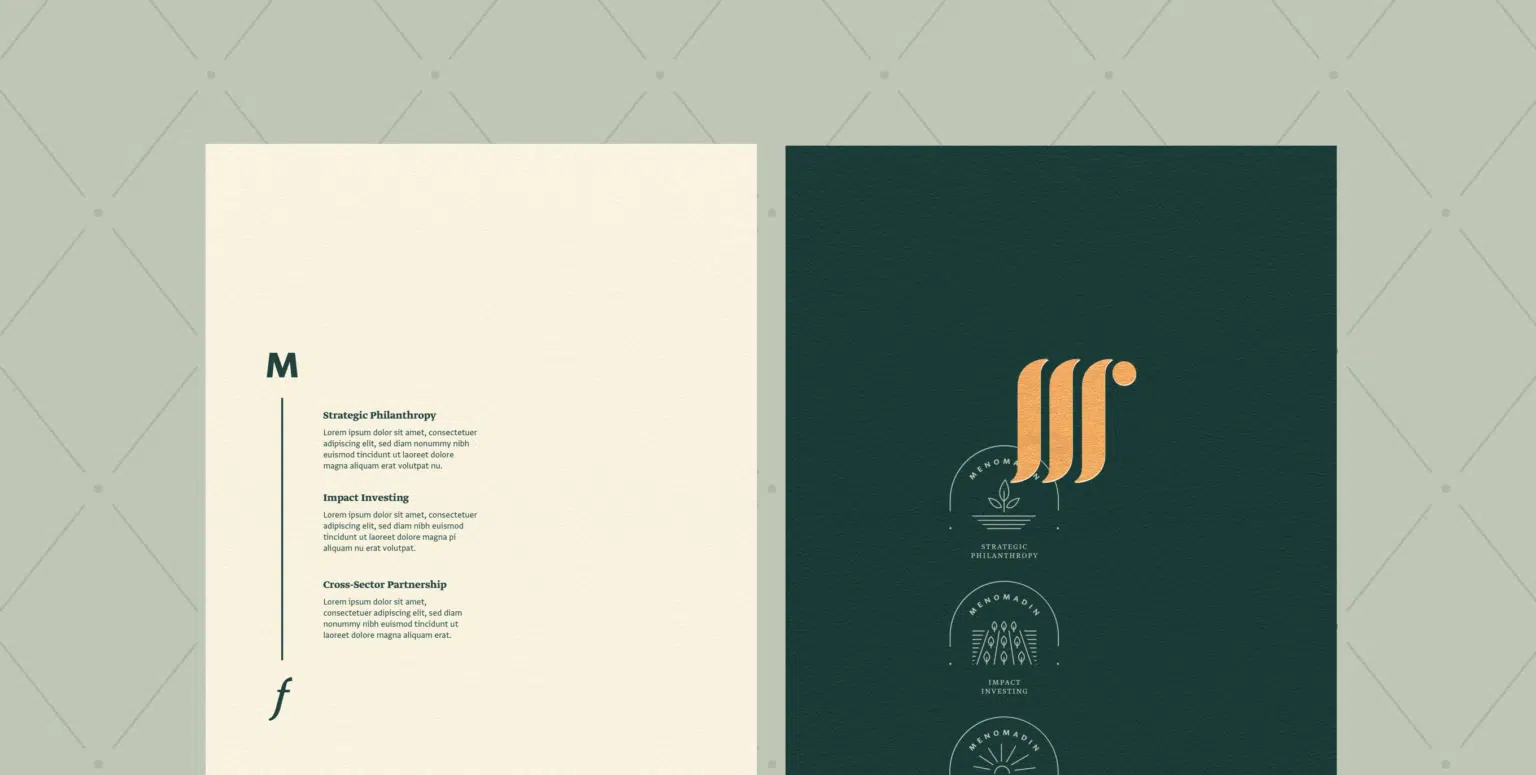 M
Strategic Philanthropy
Lorem ipsum dolor sit amet, consectetuer
adipiscing elit, sed diam nonummy nibh
euismod tincidunt ut laoreet dolore
magna aliquam erat volutpat nu.
Impact Investing
Lorem ipsum dolor sit amet, consectetuer
adipiscing elit, sed diam nibh euismod
tincidunt ut laoreet dolore magna pi
aliquam nu erat volutpat.
Cross-Sector Partnership
Lorem ipsum dolor sit amet,
consectetuer adipiscing elit, sed diam
nonummy nibh euismod tincidunt ut
laoreet dolore magna aliquam erat.
f
STRATEGIC
PHILANTHROPY
MENOMADIN
IMPACT
INVESTING
MENOMADIN